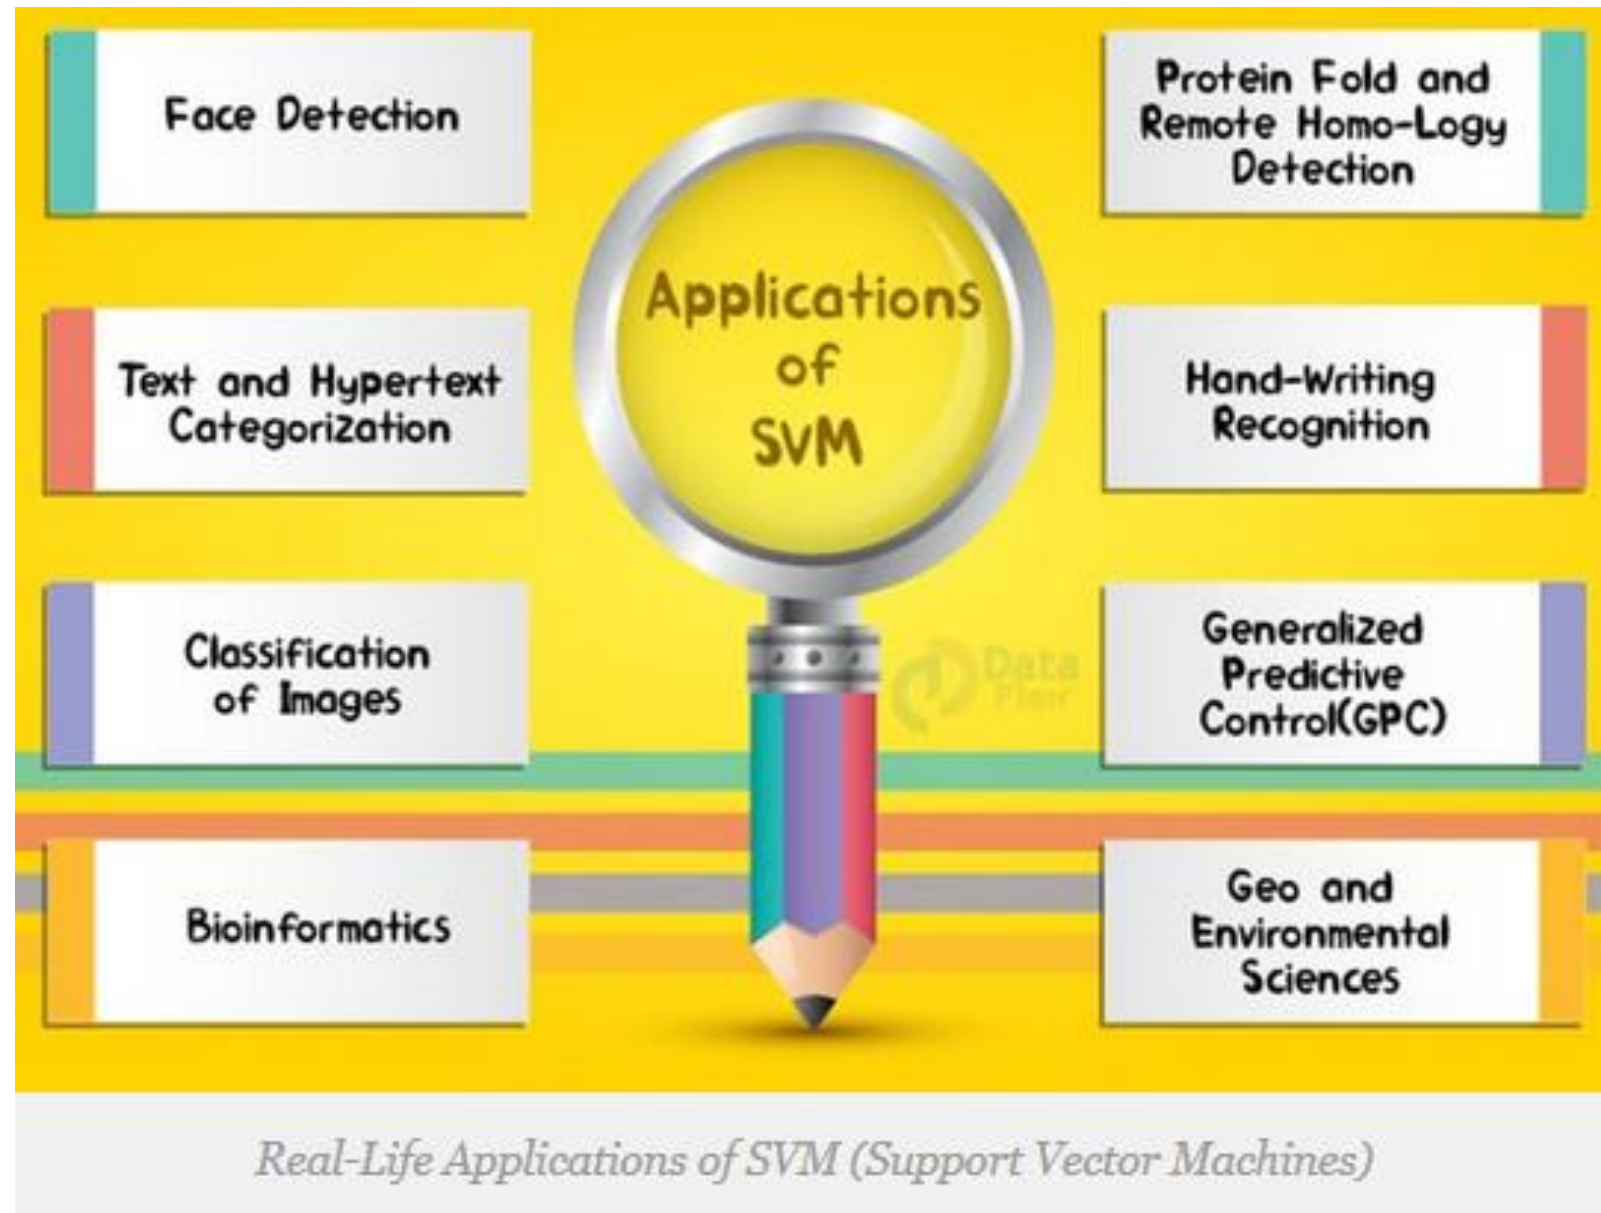 Face Detection
Text and Hypertext
Categorization
Classification
of Images
Bioinformatics
Applications
of
SVM
Data
Flair
Protein Fold and
Remote Homo-Logy
Detection
Hand-Writing
Recognition
Generalized
Predictive
Control(GPC)
Geo and
Environmental
Sciences
Real-Life Applications of SVM (Support Vector Machines)